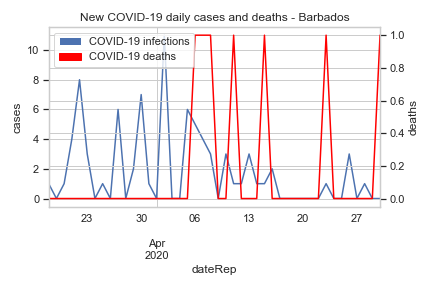 New COVID-19 daily cases and deaths - Barbados
COVID-19 infections
COVID-19 deaths
cases
10
8
6
4
2
0
1.0
0.8
0.6
0.4
0.2
0.0
deaths
23
30
06
13
20
27
Apr
2020
dateRep